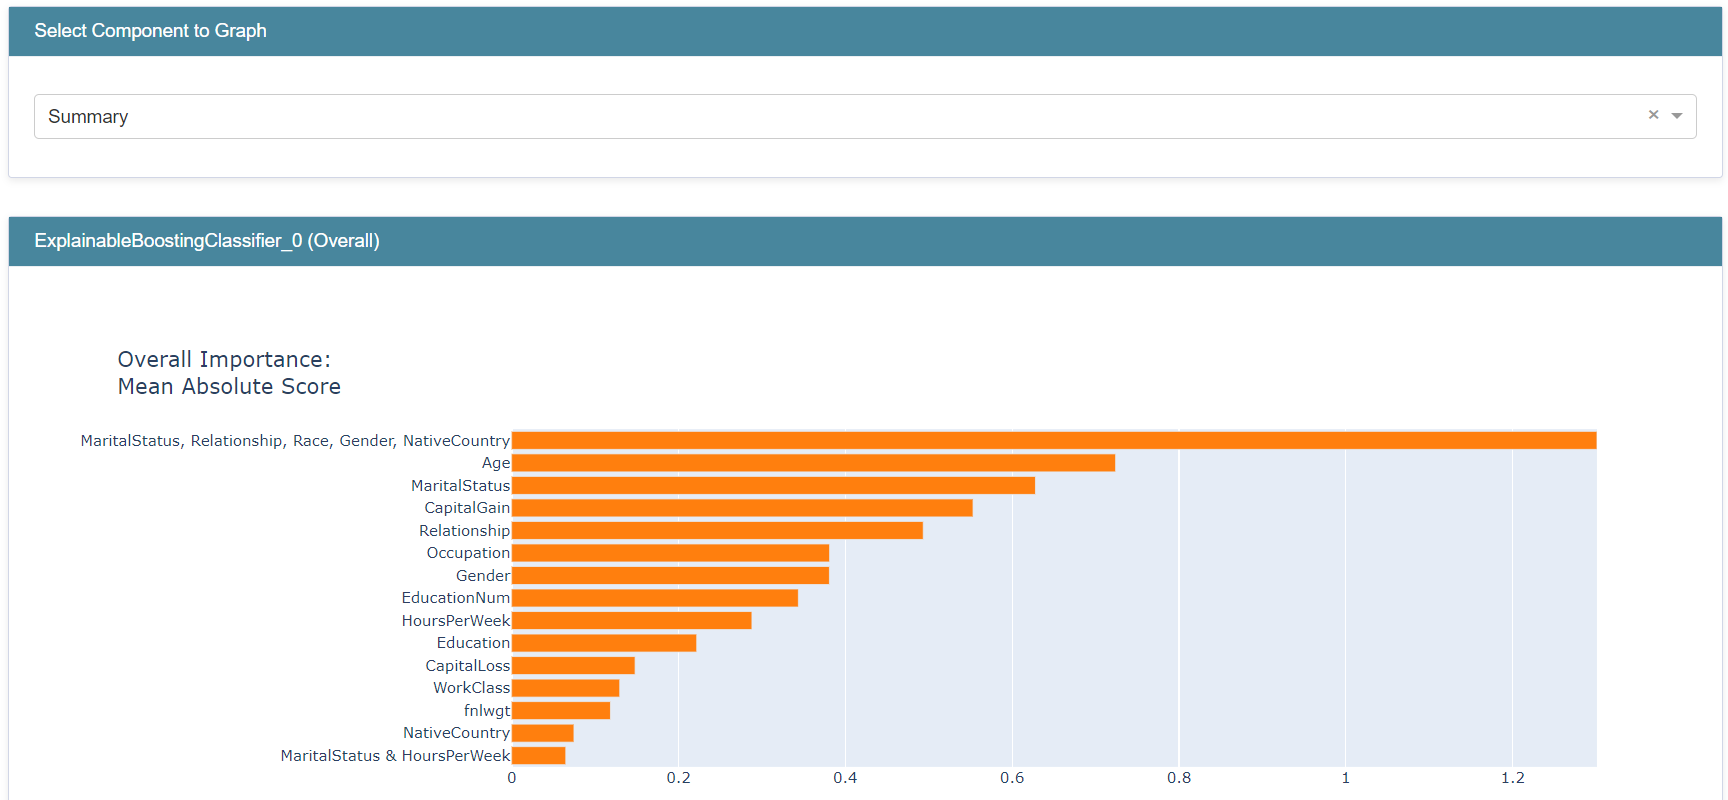 Select Component to Graph
Summary
ExplainableBoostingClassifier_0 (Overall)
Overall Importance:
Mean Absolute Score
MaritalStatus, Relationship, Race, Gender, NativeCountry
Age
MaritalStatus
CapitalGain
Relationship
Occupation
Gender
EducationNum
HoursPerWeek
Education
CapitalLoss
WorkClass
fnlwgt
NativeCountry
MaritalStatus & HoursPerWeek
0 0.2 0.4 0.6 0.8 1 1.2